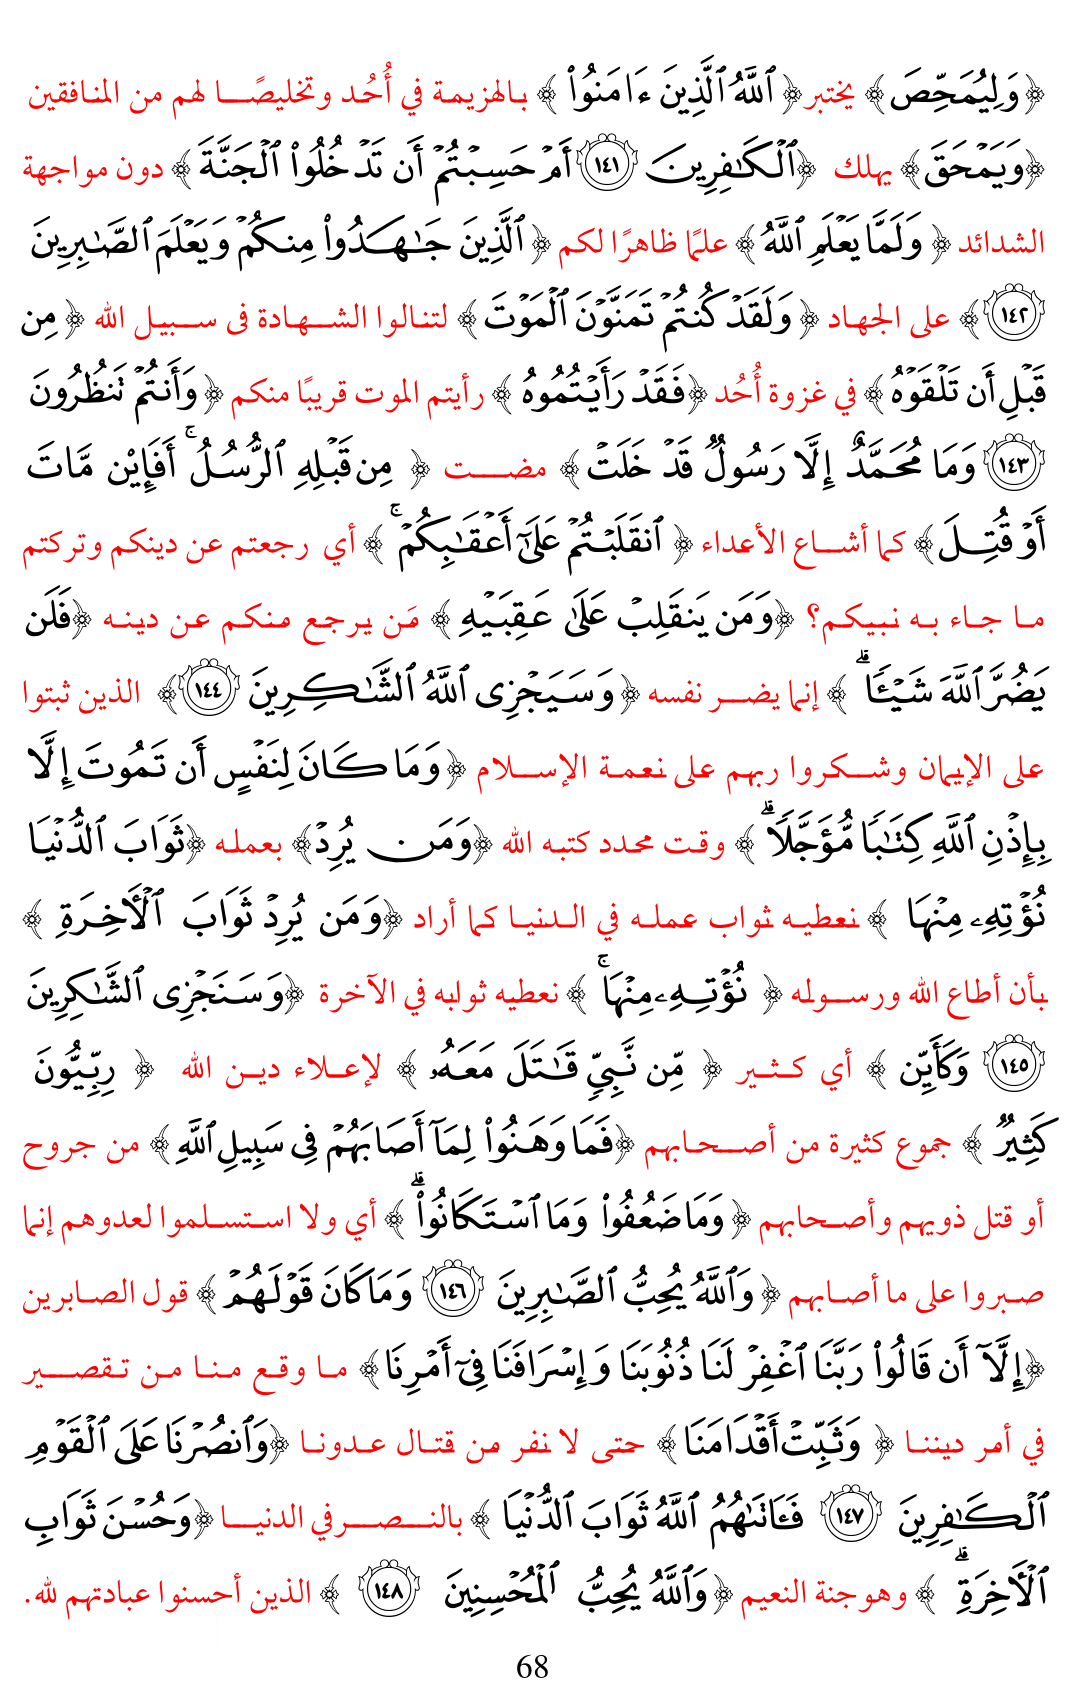 ﴿وَلِيُمَحِّصَ﴾ يختبر﴿ ٱللَّهُ ٱلَّذِينَ ءَامَنُواْ ﴾ بالهزيمة في أُحُد وتخليصًا لهم من المنافقين
﴿وَيَمۡحَقَ﴾ يهلك ﴿ٱلۡكَٰفِرِينَ ١٤١ أَمۡ حَسِبۡتُمۡ أَن تَدۡخُلُواْ ٱلۡجَنَّةَ ﴾ دون مواجهة
الشدائد ﴿ وَلَمَّا يَعۡلَمِ ٱللَّهُ ﴾ علمًا ظاهرًا لكم ﴿ ٱلَّذِينَ جَٰهَدُواْ مِنكُمۡ وَيَعۡلَمَ ٱلصَّٰبِرِينَ
١٤٢ ﴾ على الجهاد ﴿ وَلَقَدۡ كُنتُمۡ تَمَنَّوۡنَ ٱلۡمَوۡتَ ﴾ لتنالوا الشهادة فى سبيل الله ﴿ مِن
قَبۡلِ أَن تَلۡقَوۡهُ ﴾ في غزوة أُحُد ﴿فَقَدۡ رَأَيۡتُمُوهُ ﴾ رأيتم الموت قريبًا منكم ﴿وَأَنتُمۡ تَنظُرُونَ
١٤٣ وَمَا مُحَمَّدٌ إِلَّا رَسُولٞ قَدۡ خَلَتۡ ﴾ مضت ﴿ مِن قَبۡلِهِ ٱلرُّسُلُۚ أَفَإِيْن مَّاتَ
أَوۡ قُتِلَ﴾ كما أشاع الأعداء ﴿ ٱنقَلَبۡتُمۡ عَلَىٰٓ أَعۡقَٰبِكُمۡۚ ﴾ أي رجعتم عن دينكم وتركتم
ما جاء به نبيكم؟ ﴿وَمَن يَنقَلِبۡ عَلَىٰ عَقِبَيۡهِ ﴾ مَن يرجع منكم عن دينه ﴿فَلَن
يَضُرَّ ٱللَّهَ شَيۡـٔٗاۗ ﴾ إنما يضر نفسه ﴿ وَسَيَجۡزِى ٱللَّهُ ٱلشَّٰكِرِينَ ١٤٤ ﴾ الذين ثبتوا
على الإيمان وشكروا ربهم على نعمة الإسلام ﴿ وَمَا كَانَ لِنَفۡسٍ أَن تَمُوتَ إِلَّا
بِإِذۡنِ ٱللَّهِ كِتَٰبٗا مُّؤَجَّلٗاۗ ﴾ وقت محدد كتبه الله ﴿وَمَن يُرِدۡ﴾ بعمله ﴿ثَوَابَ ٱلدُّنۡيَا
نُؤۡتِهِۦ مِنۡهَا ﴾ نعطيه ثواب عمله في الدنيا كما أراد ﴿وَمَن يُرِدۡ ثَوَابَ ٱلۡأٓخِرَةِ ﴾
بأن أطاع الله ورسوله ﴿ نُؤۡتِهِۦ مِنۡهَاۚ ﴾ نعطيه ثوابه في الآخرة ﴿وَسَنَجۡزِى ٱلشَّٰكِرِينَ
١٤٥ وَكَأَيِّن ﴾ أي كثير ﴿ مِّن نَّبِيّٖ قَٰتَلَ مَعَهُۥ ﴾ لإعلاء دين الله ﴿ رِبِّيُّونَ
كَثِيرٞ ﴾ جموع كثيرة من أصحابهم ﴿فَمَا وَهَنُواْ لِمَآ أَصَابَهُمۡ فِى سَبِيلِ ٱللَّهِ ﴾ من جروح
أو قتل ذويهم وأصحابهم ﴿ وَمَا ضَعُفُواْ وَمَا ٱسۡتَكَانُواْۗ ﴾ أي ولا استسلموا لعدوهم إنما
صبروا على ما أصابهم ﴿ وَٱللَّهُ يُحِبُّ ٱلصَّٰبِرِينَ ١٤٦ وَمَا كَانَ قَوۡلَهُمۡ ﴾ قول الصابرين
﴿إِلَّآ أَن قَالُواْ رَبَّنَا ٱغۡفِرۡ لَنَا ذُنُوبَنَا وَإِسۡرَافَنَا فِىٓ أَمۡرِنَا ﴾ ما وقع منا من تقصير
في أمر ديننا ﴿ وَثَبِّتۡ أَقۡدَامَنَا ﴾ حتى لا نفر من قتال عدونا ﴿وَٱنصُرۡنَا عَلَى ٱلۡقَوۡمِ
ٱلۡكَٰفِرِينَ ١٤٧ فَـَٔاتَىٰهُمُ ٱللَّهُ ثَوَابَ ٱلدُّنۡيَا ﴾ بالنصر في الدنيا ﴿وَحُسۡنَ ثَوَابِ
ٱلۡأٓخِرَةِۗ ﴾ وهو جنة النعيم ﴿ وَٱللَّهُ يُحِبُّ ٱلۡمُحۡسِنِينَ ١٤٨ ﴾ الذين أحسنوا عبادتهم لله.
68